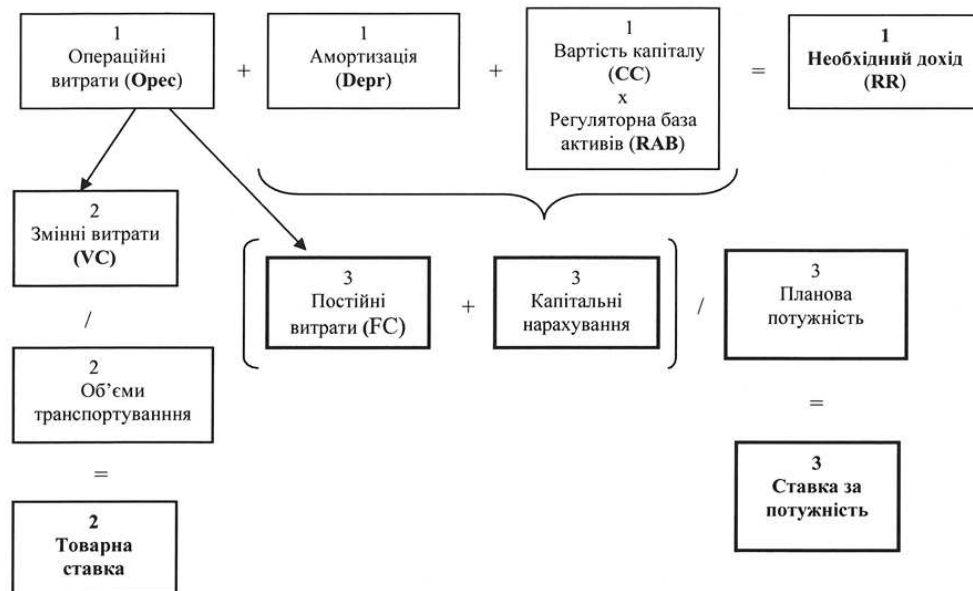 1
Операційні
витрати (Opec)
+
1
Амортизація
(Depr)
+
1
Вартість капіталу
(CC)
x
Регуляторна база
активів (RAB)
=
1
Необхідний дохід
(RR)
2
Змінні витрати
(VC)
/
2
Об’єми
транспортуванння
=
2
Товарна
ставка
3
Постійні
витрати (FC)
+
3
Капітальні
нарахування
/
3
Планова
потужність
=
3
Ставка за
потужність